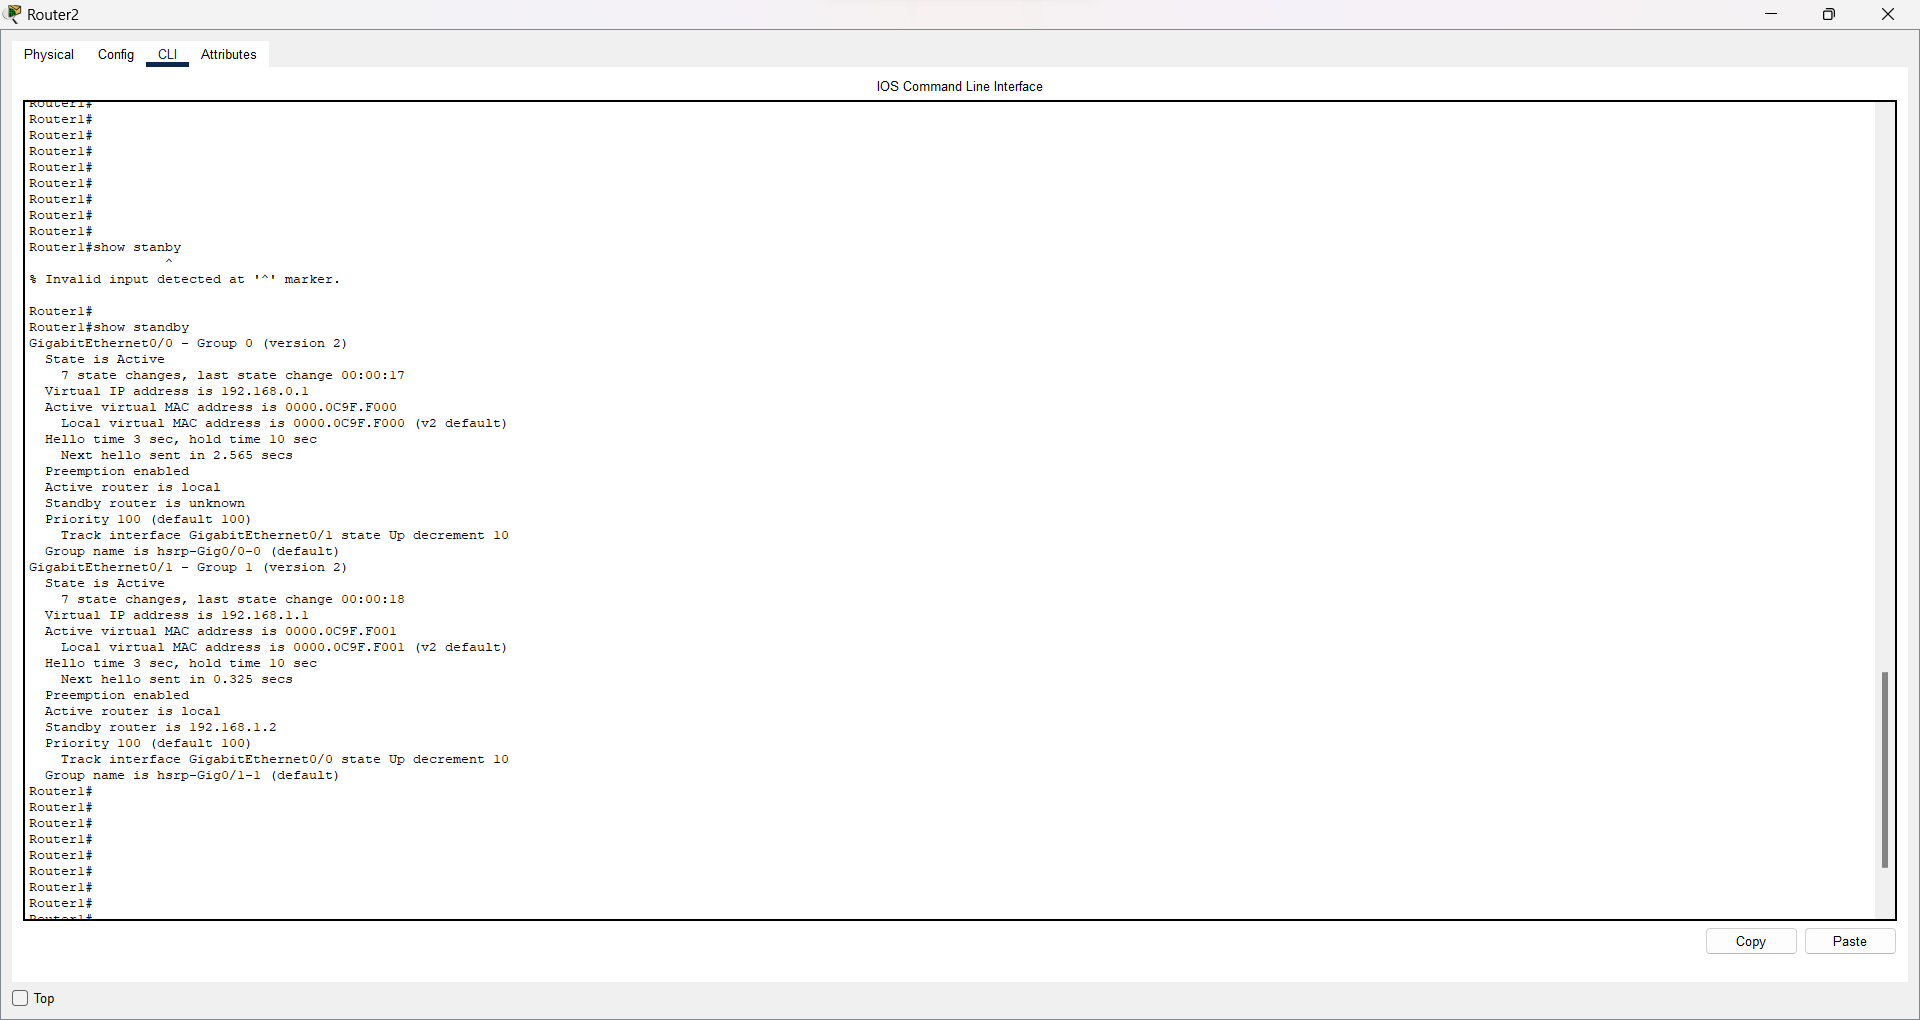 Router2
Physical Config CLI Attributes
IOS Command Line Interface
Router1#
Router1#
Router1#
Router1#
Router1#
Router1#
Router1#
Router1#
Router1#
Router1#show stanby
^
% Invalid input detected at '^' marker.
Router1#
Router1#show standby
GigabitEthernet0/0 - Group 0 (version 2)
State is Active
7 state changes, last state change 00:00:17
Virtual IP address is 192.168.0.1
Active virtual MAC address is 0000.0C9F.F000
Local virtual MAC address is 0000.0C9F.F000 (v2 default)
Hello time 3 sec, hold time 10 sec
Next hello sent in 2.565 secs
Preemption enabled
Active router is local
Standby router is unknown
Priority 100 (default 100)
Track interface GigabitEthernet0/1 state Up decrement 10
Group name is hsrp-Gig0/0-0 (default)
GigabitEthernet0/1 - Group 1 (version 2)
State is Active
7 state changes, last state change 00:00:18
Virtual IP address is 192.168.1.1
Active virtual MAC address is 0000.0C9F.F001
Local virtual MAC address is 0000.0C9F.F001 (v2 default)
Hello time 3 sec, hold time 10 sec
Next hello sent in 0.325 secs
Preemption enabled
Active router is local
Standby router is 192.168.1.2
Priority 100 (default 100)
Track interface GigabitEthernet0/0 state Up decrement 10
Group name is hsrp-Gig0/1-1 (default)
Router1#
Router1#
Router1#
Router1#
Router1#
Router1#
Router1#
Router1#
Router1#
Copy Paste
Top